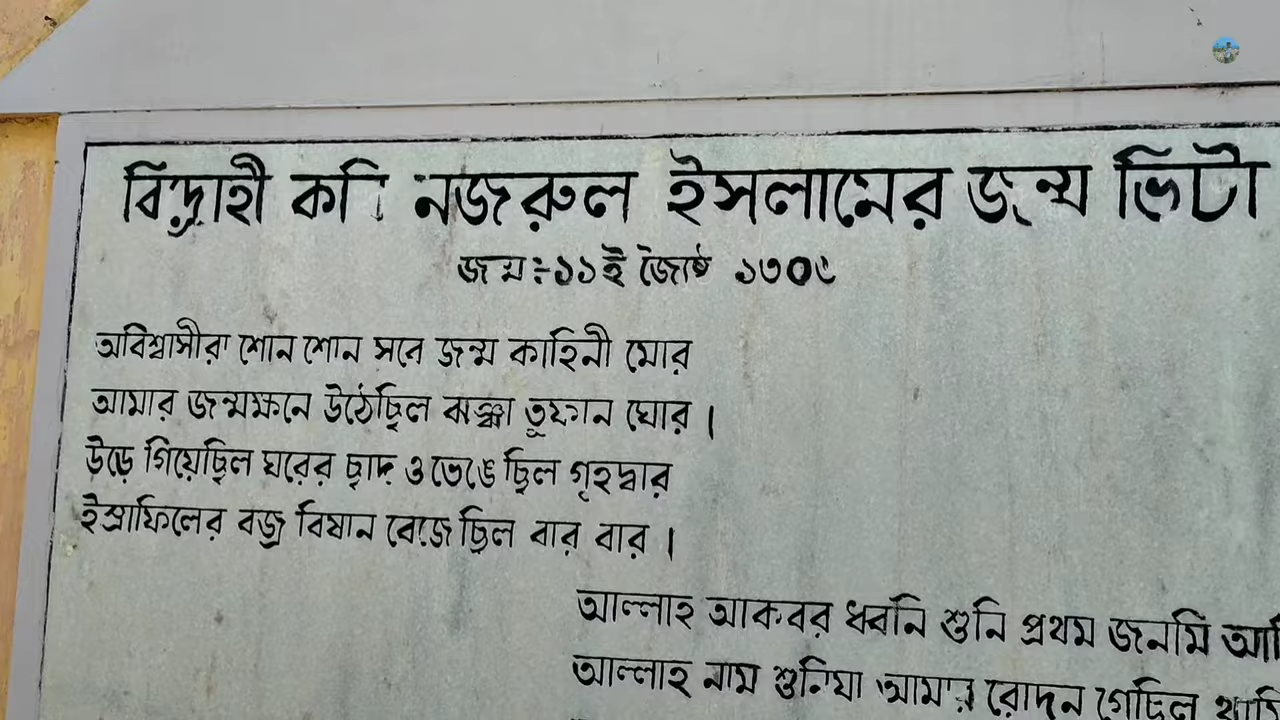 বিদ্রোহী কবি নজরুল ইসলামের জন্ম ভিটা
জন্ম ঃ-১১ই জ্যৈষ্ঠ ১৩০৬
অবিশ্বাসীরা শোন শোন সবে জন্ম কাহিনী মোর
আমার জন্মক্ষনে উঠেছিল ঝঞ্ঝা তূফান ঘোর ।
উড়ে গিয়েছিল ঘরের ছাদ ও ভেঙে ছিল গৃহদ্বার
ইস্রাফিলের বজ্র বিষান বেজে ছিল বার বার ।
আল্লাহ আকবর ধ্বনি শুনি প্রথম জনমি
আল্লাহ নাম শুনিয়া আমার রোদন গেছিল